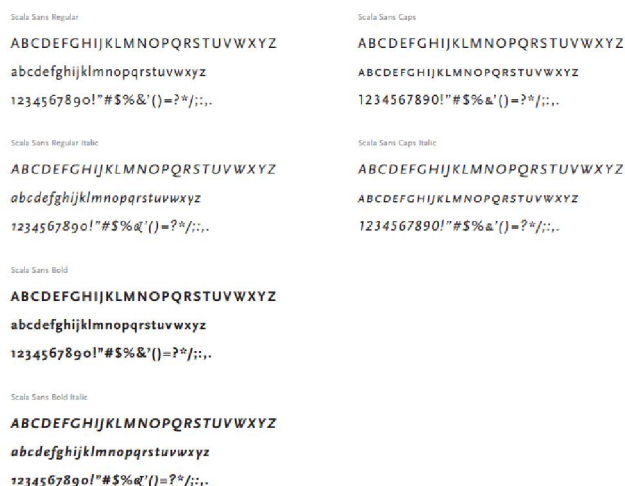 Scala Sans Regular
ABCDEFGHIJKLMNOPQRSTUVWXYZ
abcdefghijklmnopqrstuvwxyz
1234567890!"#$%&'()=?*/;:,.
Scala Sans Regular Italic
ABCDEFGHIJKLMNOPQRSTUVWXYZ
abcdefghijklmnopqrstuvwxyz
1234567890!"#$%&'()=?*/;:,.
Scala Sans Bold
ABCDEFGHIJKLMNOPQRSTUVWXYZ
abcdefghijklmnopqrstuvwxyz
1234567890!"#$%&'()=?*/;:,.
Scala Sans Bold Italic
ABCDEFGHIJKLMNOPQRSTUVWXYZ
abcdefghijklmnopqrstuvwxyz
1234567890!"#$%&'()=?*/;:,.
Scala Sans Caps
ABCDEFGHIJKLMNOPQRSTUVWXYZ
ABCDEFGHIJKLMNOPQRSTUVWXYZ
1234567890!"#$%&'()=?*/;:,.
Scala Sans Caps Italic
ABCDEFGHIJKLMNOPQRSTUVWXYZ
ABCDEFGHIJKLMNOPQRSTUVWXYZ
1234567890!"#$%&'()=?*/;:,.